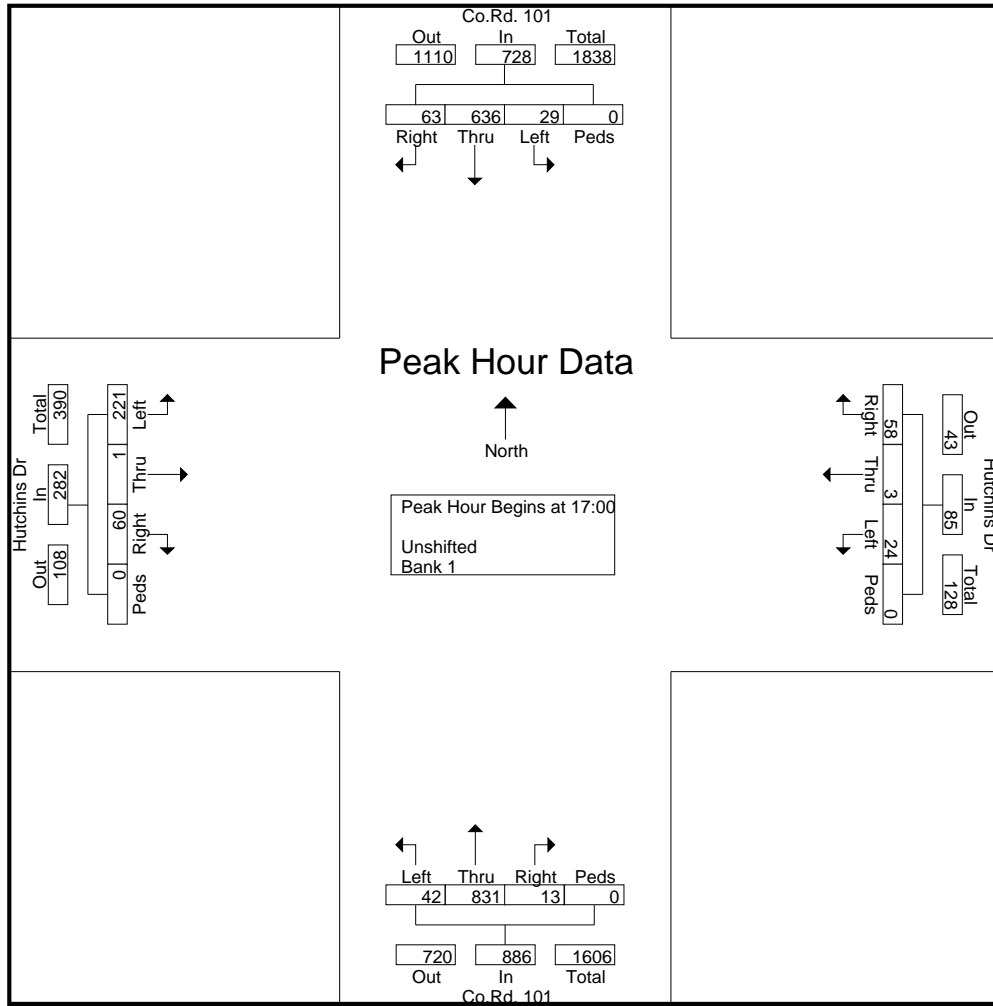 Co.Rd. 101
Out In Total
1110 728 1838
63 636 29 0
Right Thru Left Peds
Peak Hour Data
North
Peak Hour Begins at 17:00
Unshifted
Bank 1
Hutchins Dr
Total In Out
390 282 108
221 1 60 0
Left Thru Right Peds
Right Thru Left Peds
58 3 24 0
Out In Total
43 85 128
Hutchins Dr
Left Thru Right Peds
42 831 13 0
720 886 1606
Out In Total
Co.Rd. 101